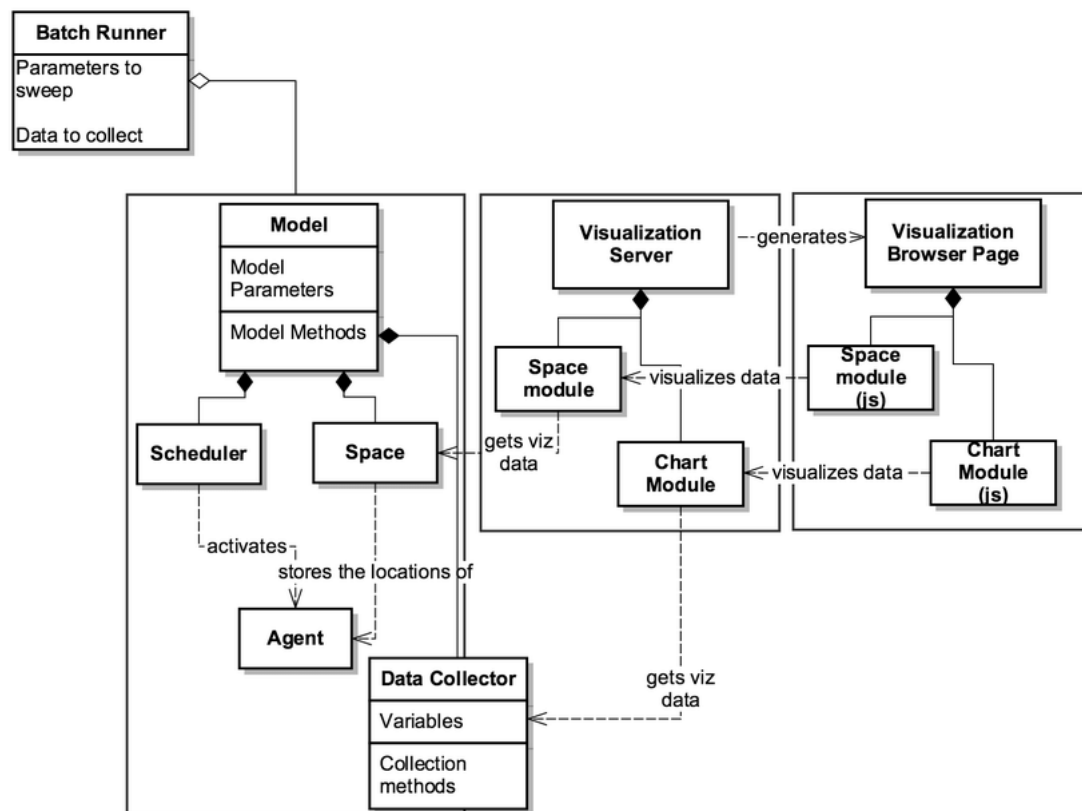 Batch Runner
Parameters to
sweep
Data to collect
Model
Model
Parameters
Model Methods
Scheduler
Space
activates
stores the locations of
Agent
Data Collector
Variables
Collection
methods
Visualization
Server
generates
Visualization
Browser Page
Space
module
visualizes data
Space
module
(js)
gets viz
data
Chart
Module
visualizes data
Chart
Module
(js)
gets viz
data